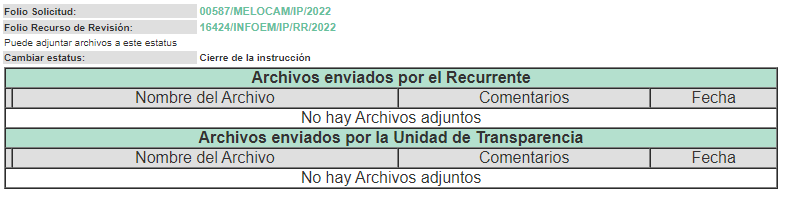 Folio Solicitud: 00587/MELOCAM/IP/2022
Folio Recurso de Revisión: 16424/INFOEM/IP/RR/2022
Puede adjuntar archivos a este estatus
Cambiar estatus: Cierre de la instrucción
Archivos enviados por el Recurrente
Nombre del Archivo Comentarios Fecha
No hay Archivos adjuntos
Archivos enviados por la Unidad de Transparencia
Nombre del Archivo Comentarios Fecha
No hay Archivos adjuntos